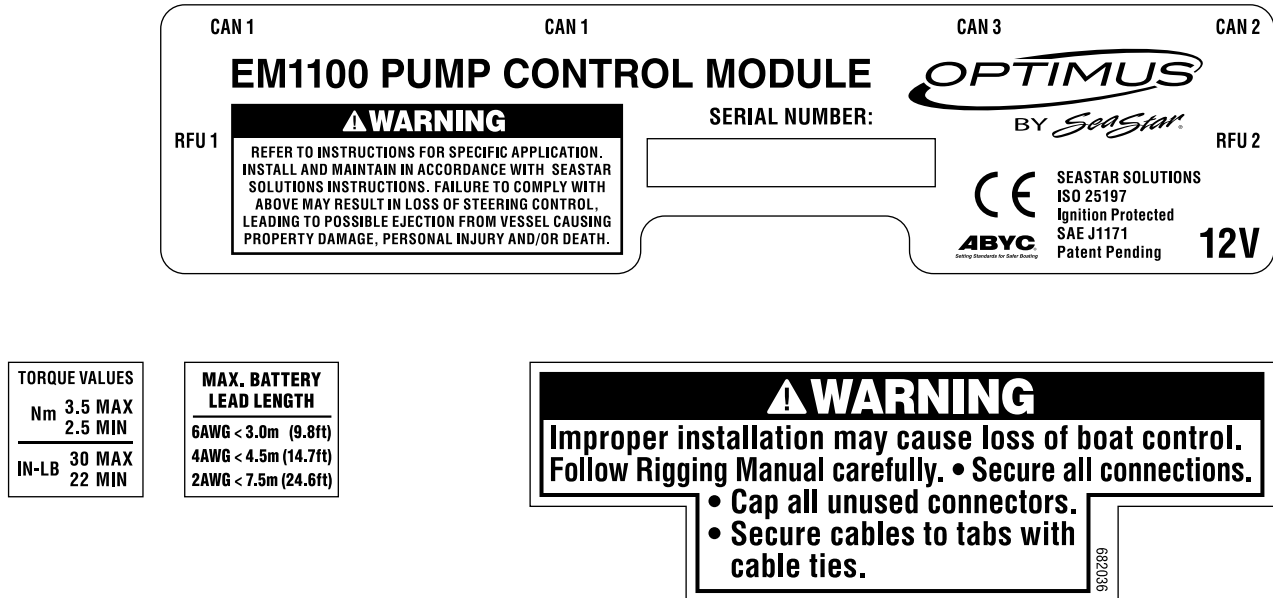 CAN 1 CAN 1 CAN 3 CAN 2
EM1100 PUMP CONTROL MODULE
OPTIMUS
BY SeaStar
RFU 1
WARNING
REFER TO INSTRUCTIONS FOR SPECIFIC APPLICATION.
INSTALL AND MAINTAIN IN ACCORDANCE WITH SEASTAR
SOLUTIONS INSTRUCTIONS. FAILURE TO COMPLY WITH
ABOVE MAY RESULT IN LOSS OF STEERING CONTROL,
LEADING TO POSSIBLE EJECTION FROM VESSEL CAUSING
PROPERTY DAMAGE, PERSONAL INJURY AND/OR DEATH.
SERIAL NUMBER:
RFU 2
CE
ABYC
Setting Standards for Safer Boating
SEASTAR SOLUTIONS
ISO 25197
Ignition Protected
SAE J1171
Patent Pending
12V
TORQUE VALUES
Nm 3.5 MAX
2.5 MIN
IN-LB 30 MAX
22 MIN
MAX. BATTERY
LEAD LENGTH
6AWG < 3.0m (9.8ft)
4AWG < 4.5m (14.7ft)
2AWG < 7.5m (24.6ft)
WARNING
Improper installation may cause loss of boat control.
Follow Rigging Manual carefully. • Secure all connections.
• Cap all unused connectors.
• Secure cables to tabs with
cable ties.
682036